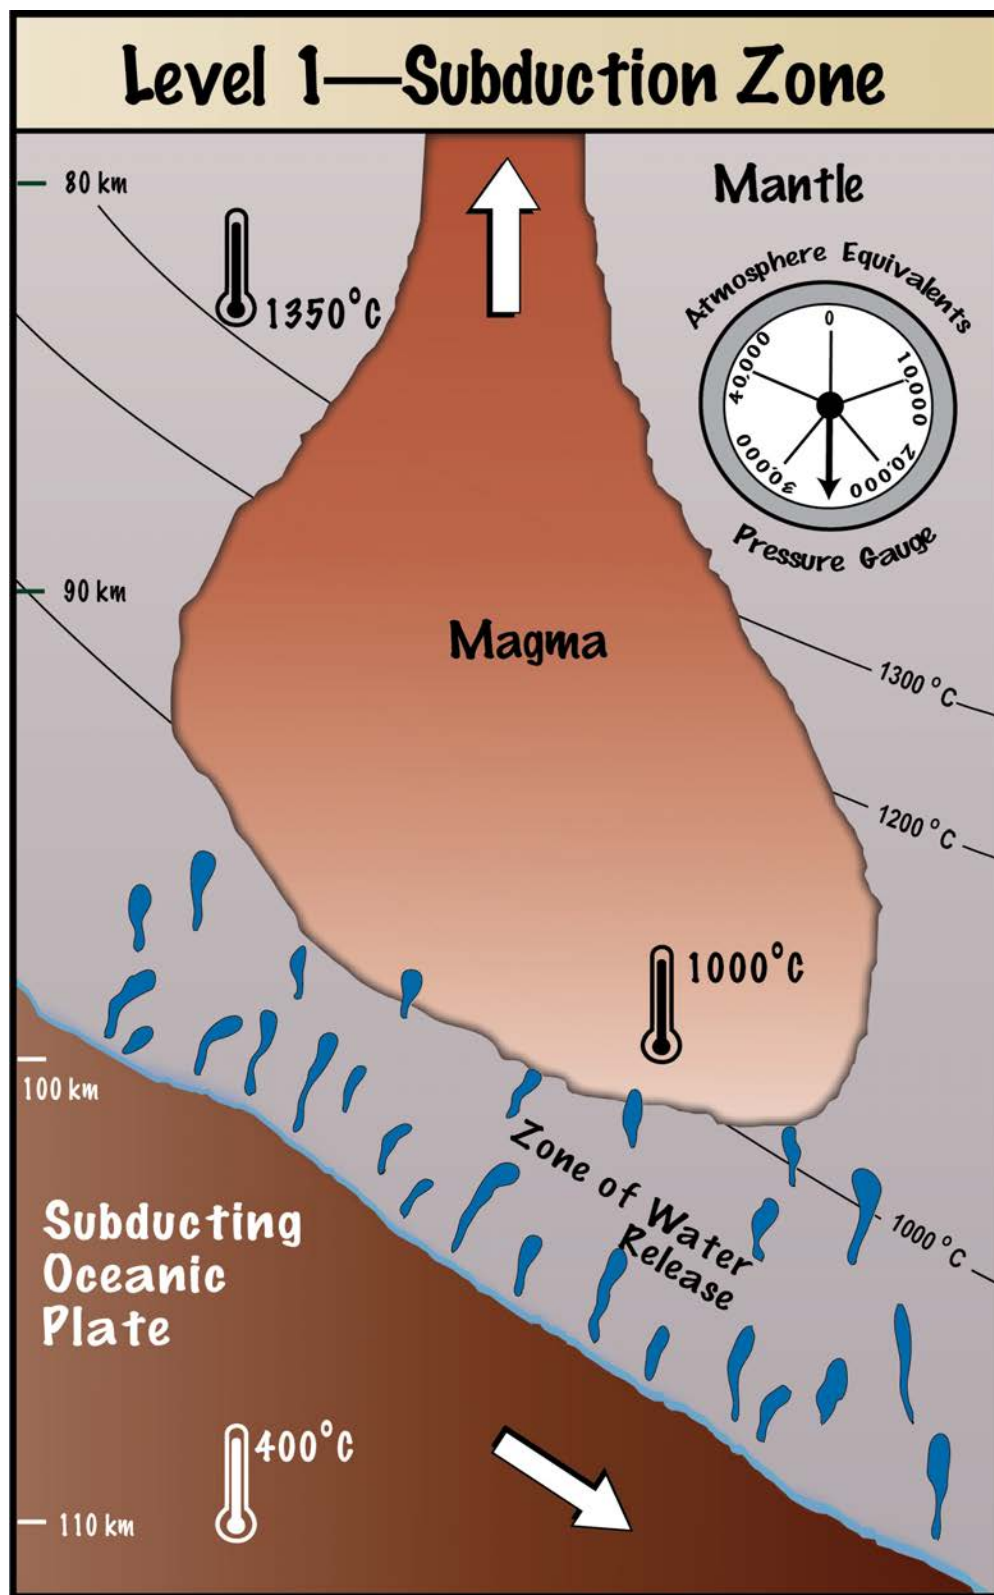 Level 1—Subduction Zone
80 km
Mantle
1350°C
Atmosphere Equivalents
0
10,000
20,000
30,000
40,000
Pressure Gauge
90 km
Magma
1300 °C
1200 °C
1000°C
100 km
Zone of Water
Release
1000 °C
Subducting
Oceanic
Plate
400°C
110 km